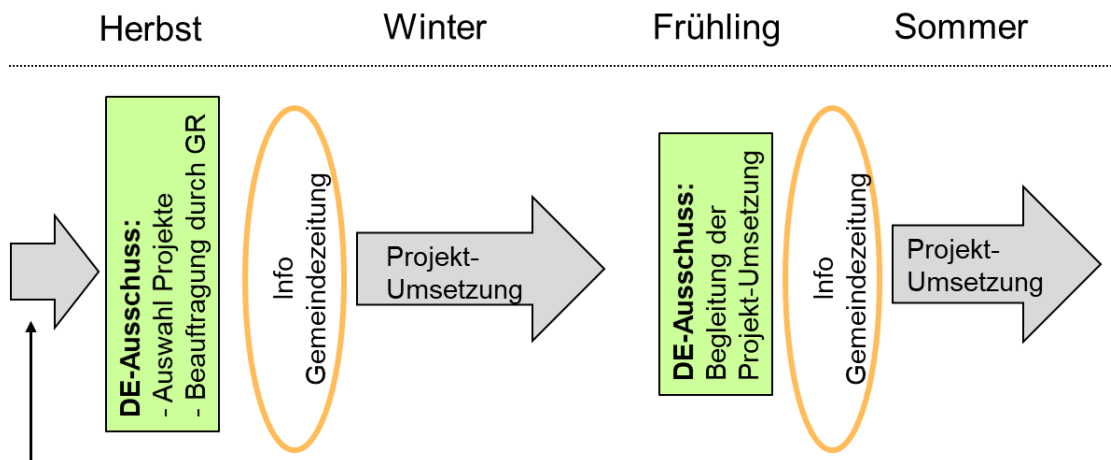 Herbst
Winter
Frühling
Sommer
DE-Ausschuss:
- Auswahl Projekte
- Beauftragung durch GR
Info
Gemeindezeitung
Projekt-
Umsetzung
DE-Ausschuss:
Begleitung der
Projekt-Umsetzung
Info
Gemeindezeitung
Projekt-
Umsetzung